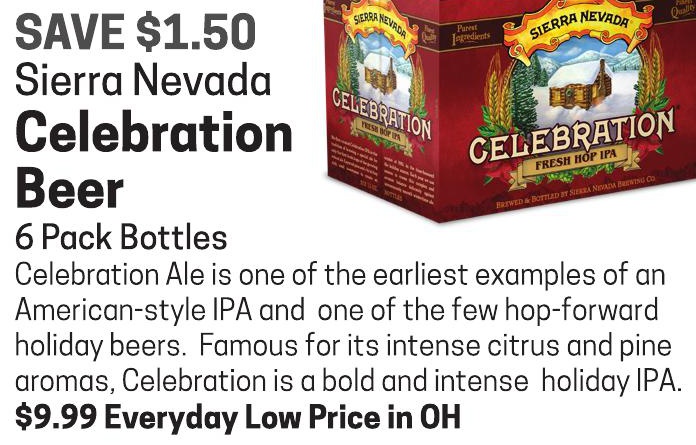 SAVE $1.50
Sierra Nevada
Celebration
Beer
6 Pack Bottles
Celebration Ale is one of the earliest examples of an
American-style IPA and one of the few hop-forward
holiday beers. Famous for its intense citrus and pine
aromas, Celebration is a bold and intense holiday IPA.
$9.99 Everyday Low Price in OH
SIERRA NEVADA
CELEBRATION
FRESH HOP IPA
Purest
Ingredients
Finest
Quality
SIERRA NEVADA
CELEBRATION
FRESH HOP IPA
BREWED & BOTTLED BY SIERRA NEVADA BREWING CO.